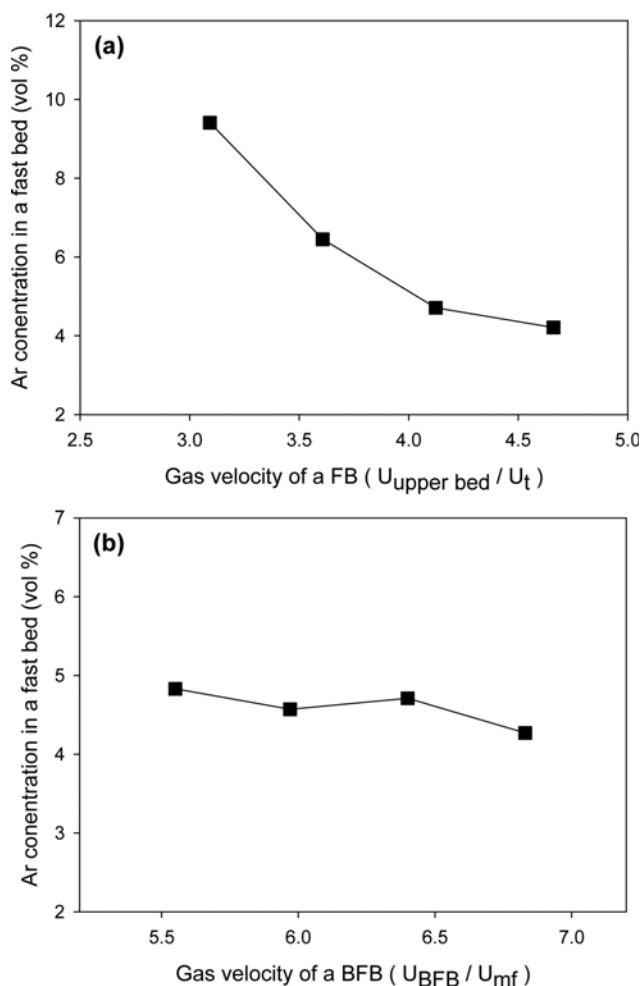 (a)
12
10
8
6
4
2
Ar conentration in a fast bed (vol %)
2.5 3.0 3.5 4.0 4.5 5.0
Gas velocity of a FB ( Uupper bed / Ut )
(b)
7
6
5
4
3
2
Ar conentration in a fast bed (vol %)
5.5 6.0 6.5 7.0
Gas velocity of a BFB ( UBFB / Umf )